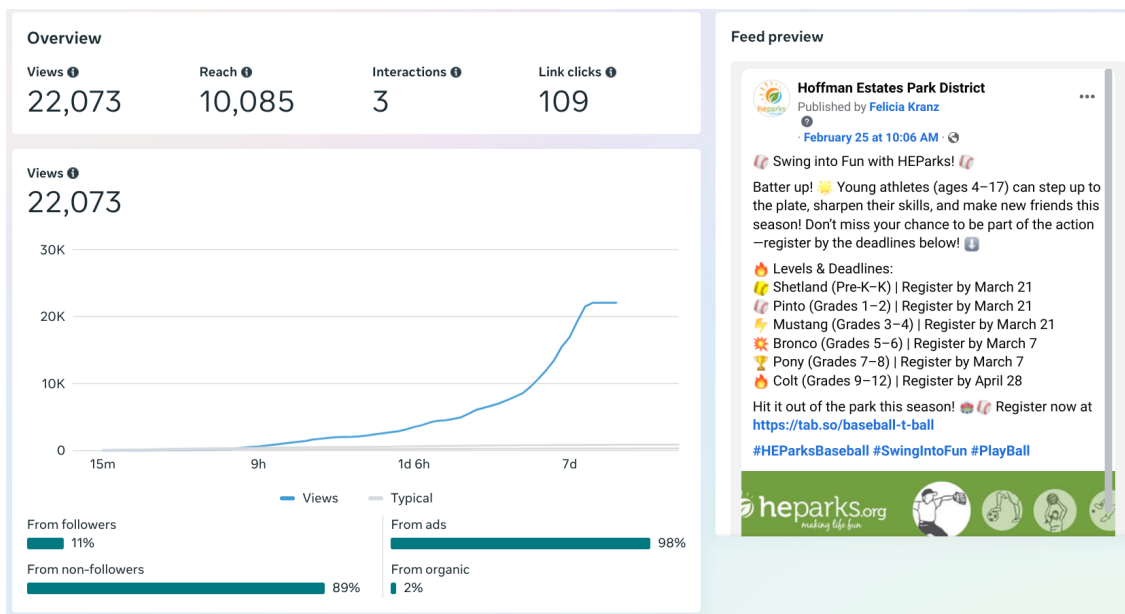 Overview
Views Reach Interactions Link clicks
22,073 10,085 3 109
Views
22,073
30K
20K
10K
0
15m 9h 1d 6h 7d
Views Typical
From followers
11%
From non-followers
89%
From ads
98%
From organic
2%
Feed preview
Hoffman Estates Park District
Published by Felicia Kranz
· February 25 at 10:06 AM ·
⚾ Swing into Fun with HEParks! ⚾
Batter up! 🌟 Young athletes (ages 4–17) can step up to
the plate, sharpen their skills, and make new friends this
season! Don't miss your chance to be part of the action
—register by the deadlines below! ⬇️
🔥 Levels & Deadlines:
🥎 Shetland (Pre-K–K) | Register by March 21
⚾ Pinto (Grades 1–2) | Register by March 21
⚡ Mustang (Grades 3–4) | Register by March 21
💥 Bronco (Grades 5–6) | Register by March 7
🏆 Pony (Grades 7–8) | Register by March 7
🔥 Colt (Grades 9–12) | Register by April 28
Hit it out of the park this season! 🏟️⚾ Register now at
https://tab.so/baseball-t-ball
#HEParksBaseball #SwingIntoFun #PlayBall
heparks.org
making life fun